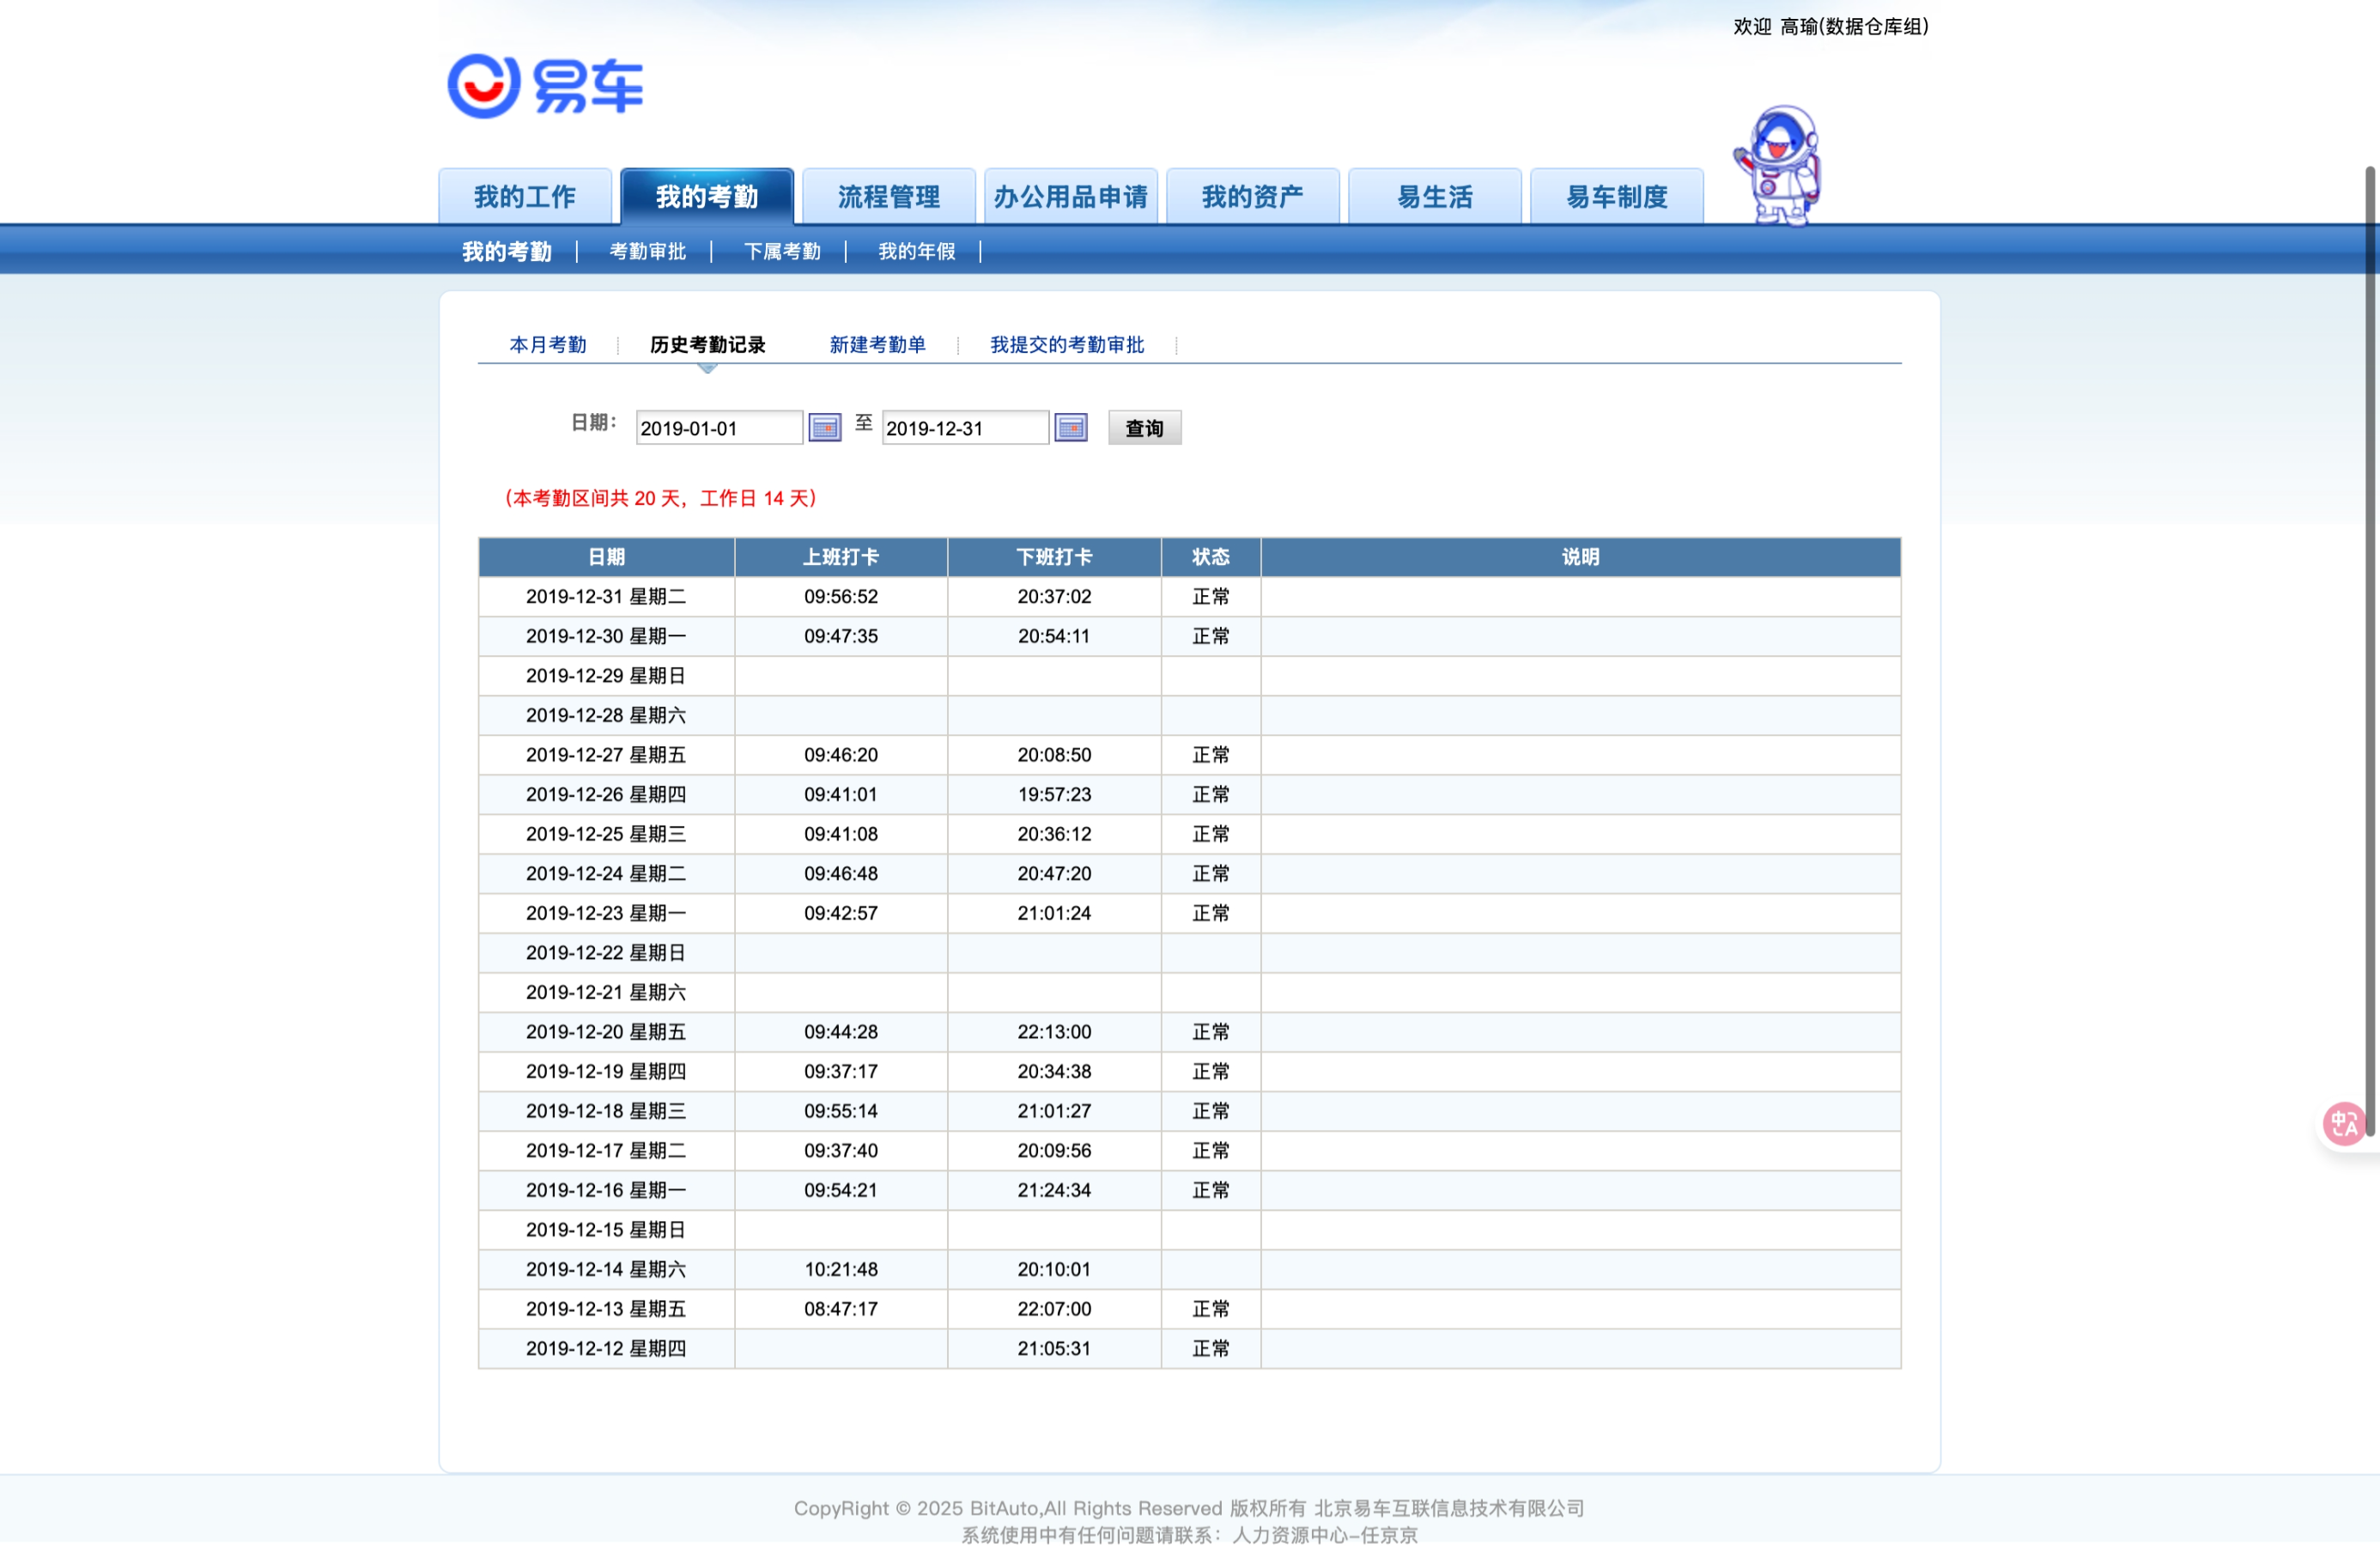 欢迎 高瑜(数据仓库组)
易车
我的工作 我的考勤 流程管理 办公用品申请 我的资产 易生活 易车制度
我的考勤 考勤审批 下属考勤 我的年假
本月考勤 历史考勤记录 新建考勤单 我提交的考勤审批
日期： 2019-01-01 至 2019-12-31 查询
（本考勤区间共 20 天，工作日 14 天）
日期 上班打卡 下班打卡 状态 说明
2019-12-31 星期二 09:56:52 20:37:02 正常
2019-12-30 星期一 09:47:35 20:54:11 正常
2019-12-29 星期日
2019-12-28 星期六
2019-12-27 星期五 09:46:20 20:08:50 正常
2019-12-26 星期四 09:41:01 19:57:23 正常
2019-12-25 星期三 09:41:08 20:36:12 正常
2019-12-24 星期二 09:46:48 20:47:20 正常
2019-12-23 星期一 09:42:57 21:01:24 正常
2019-12-22 星期日
2019-12-21 星期六
2019-12-20 星期五 09:44:28 22:13:00 正常
2019-12-19 星期四 09:37:17 20:34:38 正常
2019-12-18 星期三 09:55:14 21:01:27 正常
2019-12-17 星期二 09:37:40 20:09:56 正常
2019-12-16 星期一 09:54:21 21:24:34 正常
2019-12-15 星期日
2019-12-14 星期六 10:21:48 20:10:01
2019-12-13 星期五 08:47:17 22:07:00 正常
2019-12-12 星期四 21:05:31 正常
中 A
CopyRight © 2025 BitAuto,All Rights Reserved 版权所有 北京易车互联信息技术有限公司
系统使用中有任何问题请联系：人力资源中心–任京京